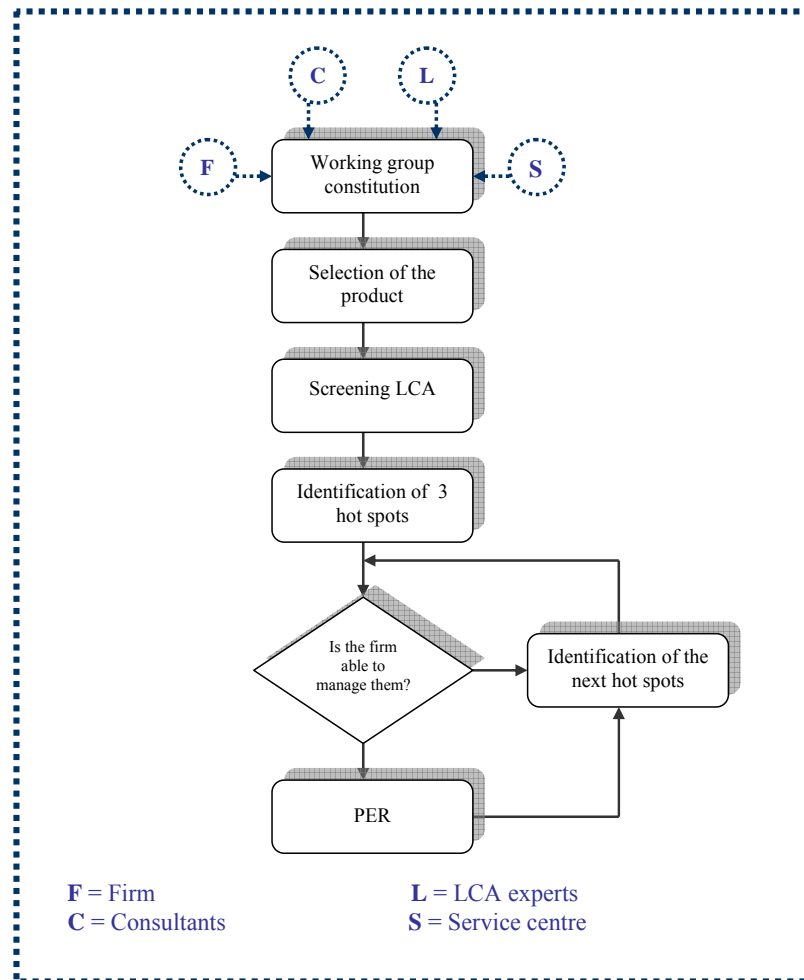 C
L
F
Working group
constitution
S
Selection of the
product
Screening LCA
Identification of 3
hot spots
Is the firm
able to
manage them?
Identification of the
next hot spots
PER
F = Firm
L = LCA experts
C = Consultants
S = Service centre